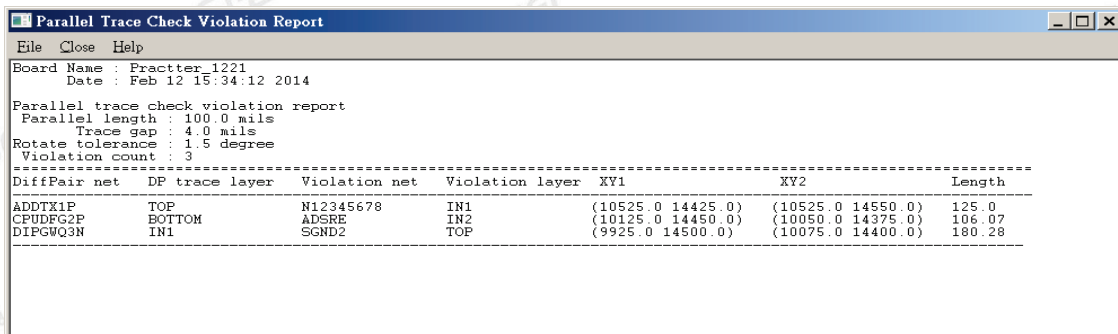 Parallel Trace Check Violation Report
File Close Help
Board Name : Practter_1221
Date : Feb 12 15:34:12 2014
Parallel trace check violation report
Parallel length : 100.0 mils
Trace gap : 4.0 mils
Rotate tolerance : 1.5 degree
Violation count : 3
DiffPair net DP trace layer Violation net Violation layer XY1 XY2 Length
ADDTX1P TOP N12345678 IN1 (10525.0 14425.0) (10525.0 14550.0) 125.0
CPUDFG2P BOTTOM ADSRE IN2 (10125.0 14450.0) (10050.0 14375.0) 106.07
DIPGWQ3N IN1 SGND2 TOP (9925.0 14500.0) (10075.0 14400.0) 180.28